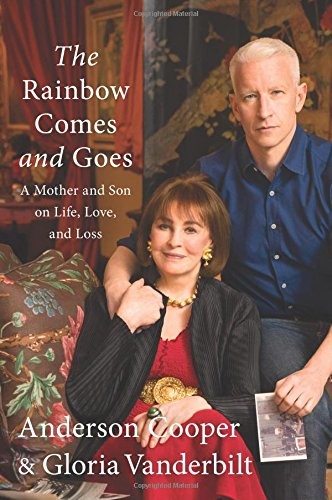 The
Rainbow
Comes
and Goes
A Mother and Son
on Life, Love,
and Loss
Anderson Cooper
& Gloria Vanderbilt